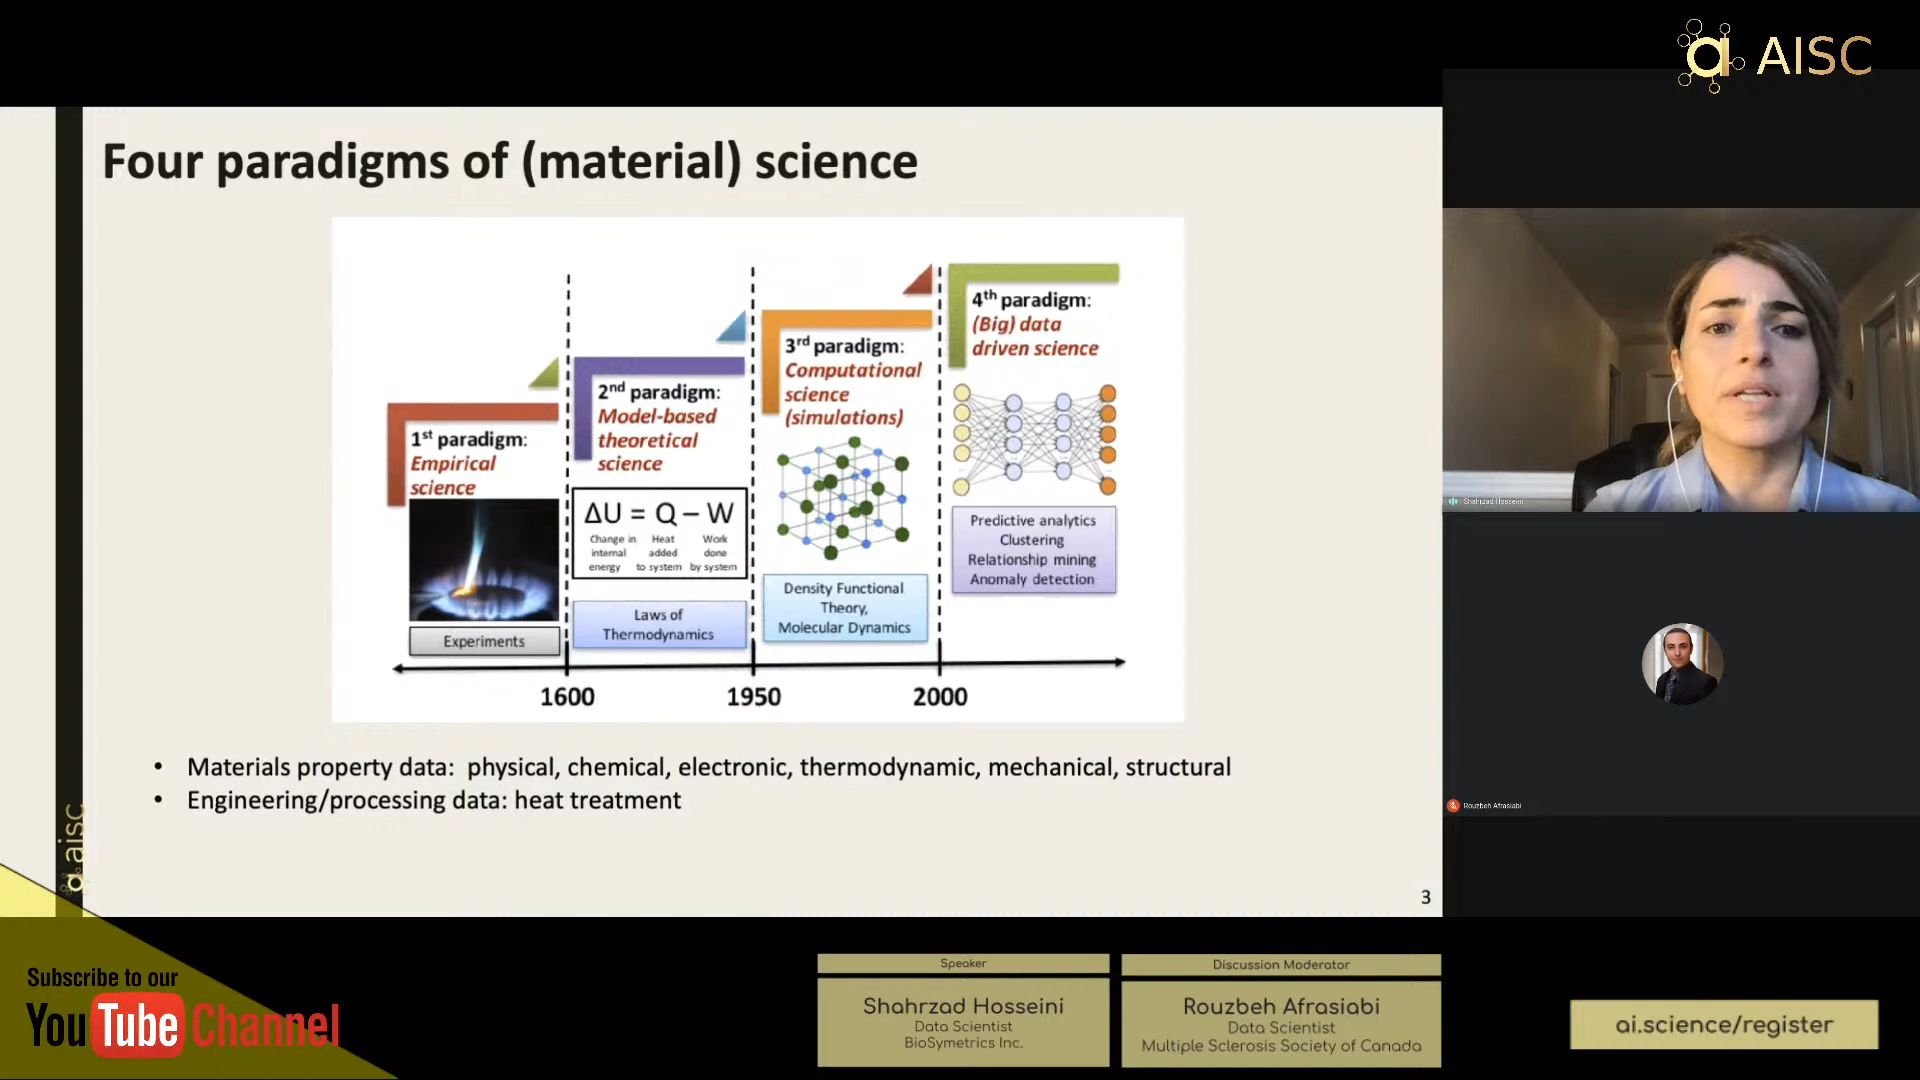 AISC
Four paradigms of (material) science
1st paradigm:
Empirical
science
Experiments
2nd paradigm:
Model-based
theoretical
science
ΔU = Q – W
Change in internal energy
Heat added to system
Work done by system
Laws of
Thermodynamics
3rd paradigm:
Computational
science
(simulations)
Density Functional
Theory,
Molecular Dynamics
4th paradigm:
(Big) data
driven science
Predictive analytics
Clustering
Relationship mining
Anomaly detection
1600
1950
2000
• Materials property data: physical, chemical, electronic, thermodynamic, mechanical, structural
• Engineering/processing data: heat treatment
3
aisc
Shahrzad Hosseini
Rouzbeh Afrasiabi
Subscribe to our
YouTube Channel
Speaker
Shahrzad Hosseini
Data Scientist
BioSymetrics Inc.
Discussion Moderator
Rouzbeh Afrasiabi
Data Scientist
Multiple Sclerosis Society of Canada
ai.science/register